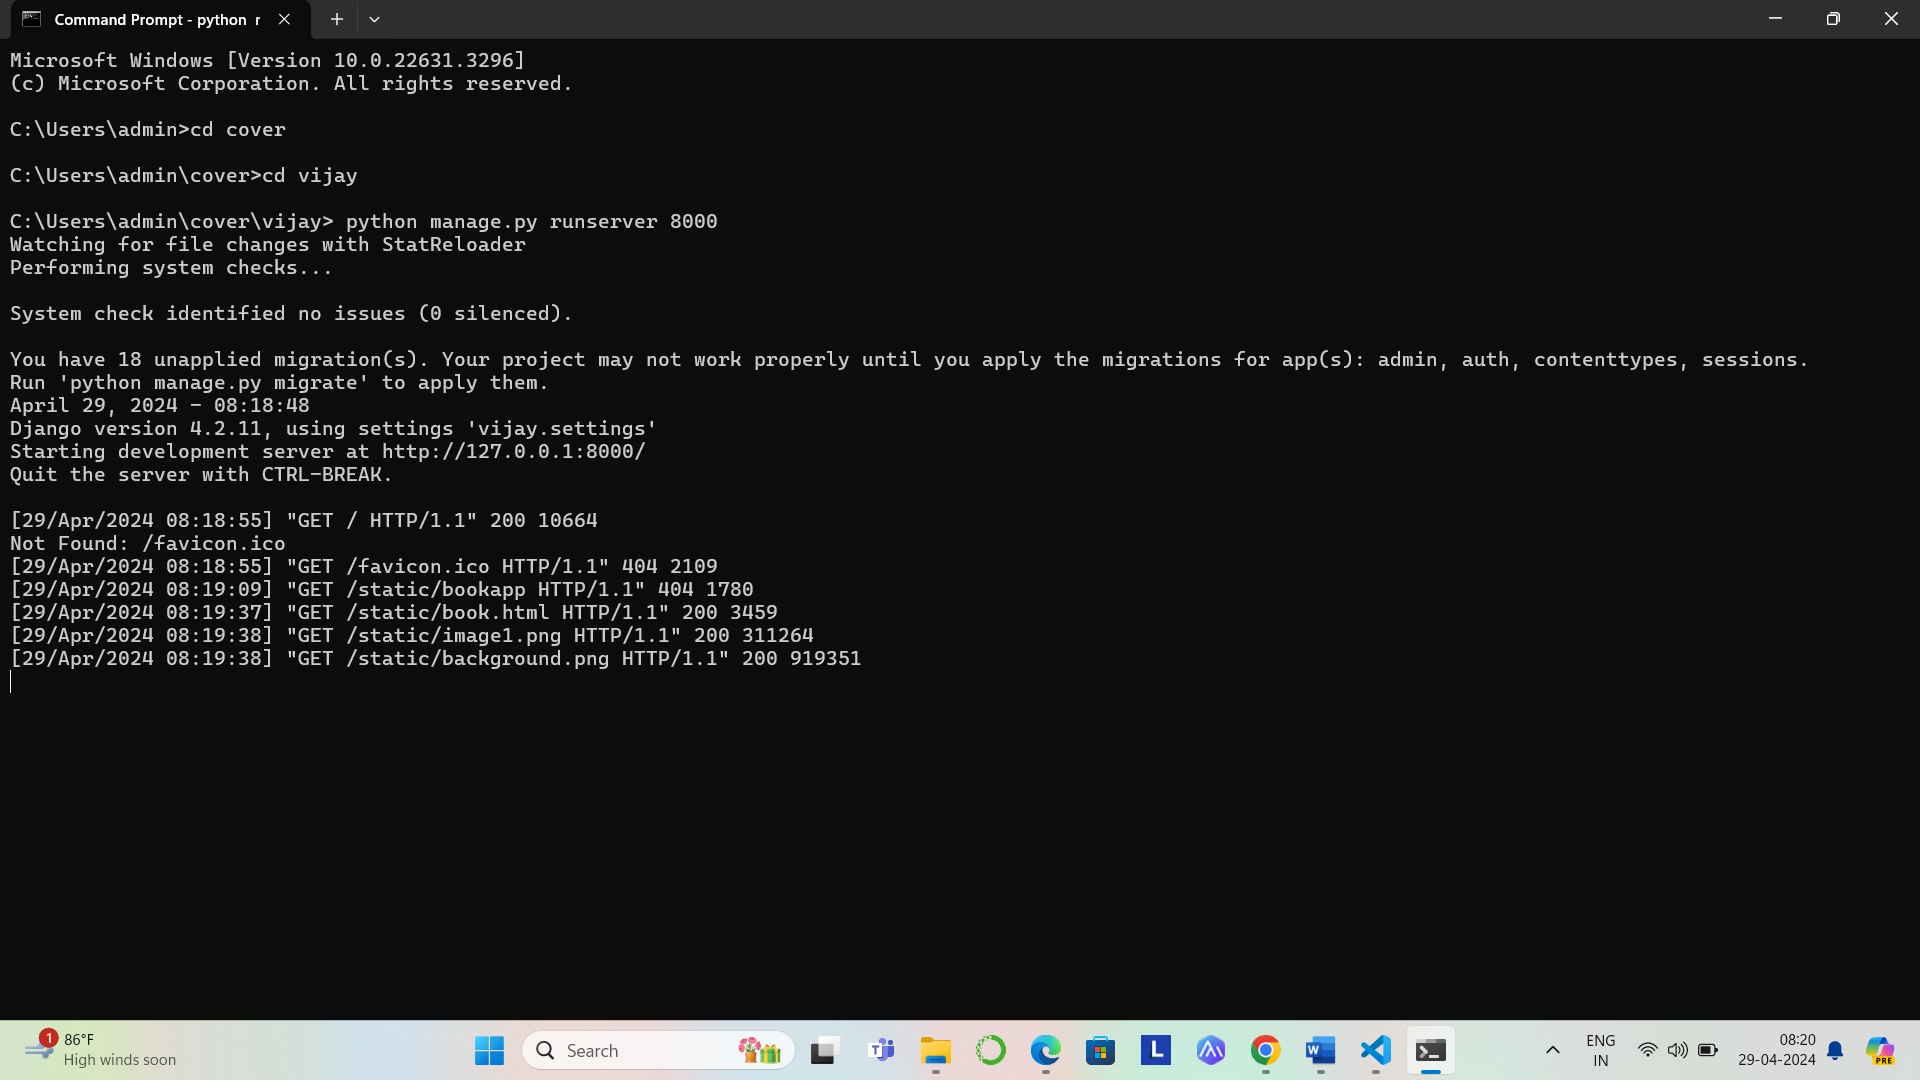 Command Prompt - python r
Microsoft Windows [Version 10.0.22631.3296]
(c) Microsoft Corporation. All rights reserved.
C:\Users\admin>cd cover
C:\Users\admin\cover>cd vijay
C:\Users\admin\cover\vijay> python manage.py runserver 8000
Watching for file changes with StatReloader
Performing system checks...
System check identified no issues (0 silenced).
You have 18 unapplied migration(s). Your project may not work properly until you apply the migrations for app(s): admin, auth, contenttypes, sessions.
Run 'python manage.py migrate' to apply them.
April 29, 2024 - 08:18:48
Django version 4.2.11, using settings 'vijay.settings'
Starting development server at http://127.0.0.1:8000/
Quit the server with CTRL-BREAK.
[29/Apr/2024 08:18:55] "GET / HTTP/1.1" 200 10664
Not Found: /favicon.ico
[29/Apr/2024 08:18:55] "GET /favicon.ico HTTP/1.1" 404 2109
[29/Apr/2024 08:19:09] "GET /static/bookapp HTTP/1.1" 404 1780
[29/Apr/2024 08:19:37] "GET /static/book.html HTTP/1.1" 200 3459
[29/Apr/2024 08:19:38] "GET /static/image1.png HTTP/1.1" 200 311264
[29/Apr/2024 08:19:38] "GET /static/background.png HTTP/1.1" 200 919351
1
86°F
High winds soon
Search
T
L
W
ENG
IN
08:20
29-04-2024
PRE